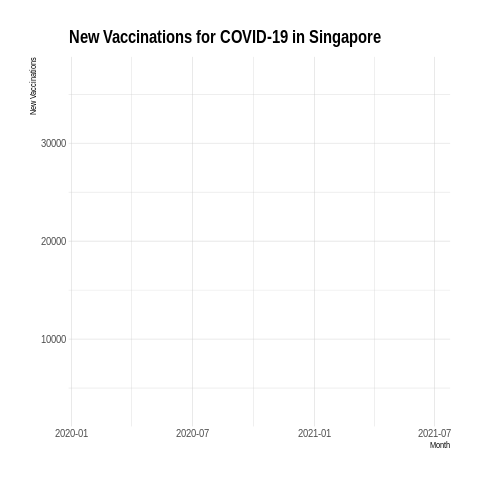 New Vaccinations for COVID-19 in Singapore
New Vaccinations
30000
20000
10000
2020-01 2020-07 2021-01 2021-07
Month